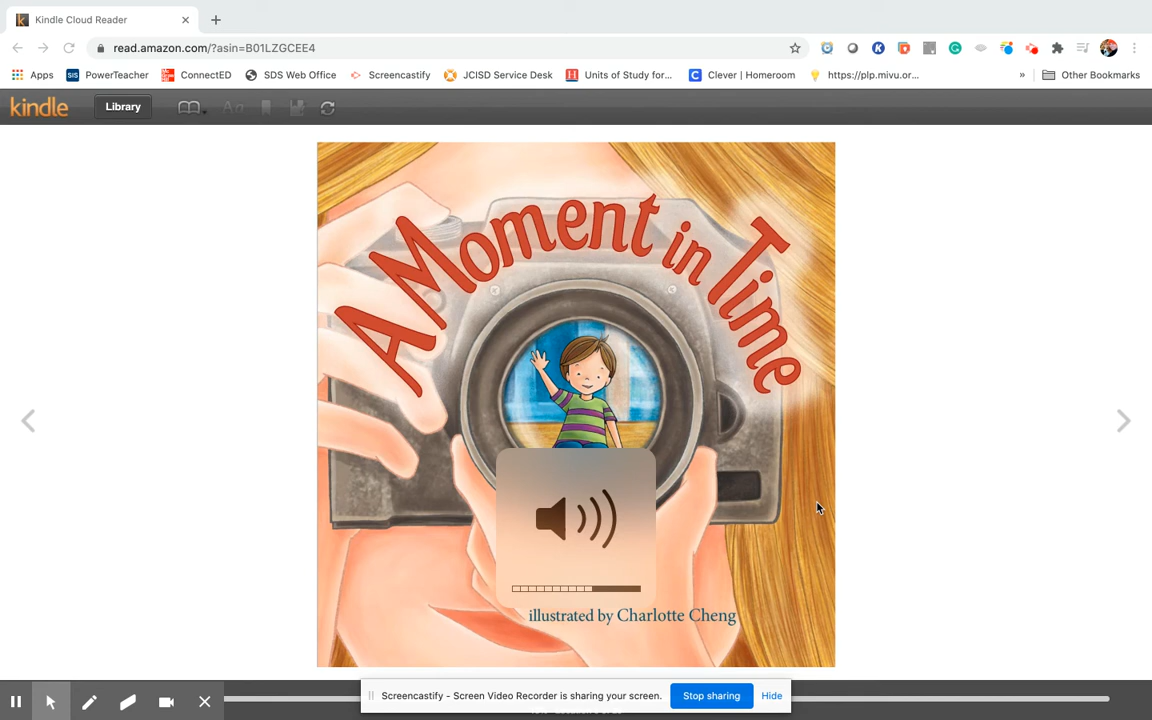 Kindle Cloud Reader
read.amazon.com/?asin=B01LZGCEE4
Apps SIS PowerTeacher ConnectED SDS Web Office Screencastify JCISD Service Desk Units of Study for... Clever | Homeroom https://plp.mivu.or... » Other Bookmarks
kindle Library Aa
A Moment in Time
illustrated by Charlotte Cheng
Screencastify - Screen Video Recorder is sharing your screen. Stop sharing Hide